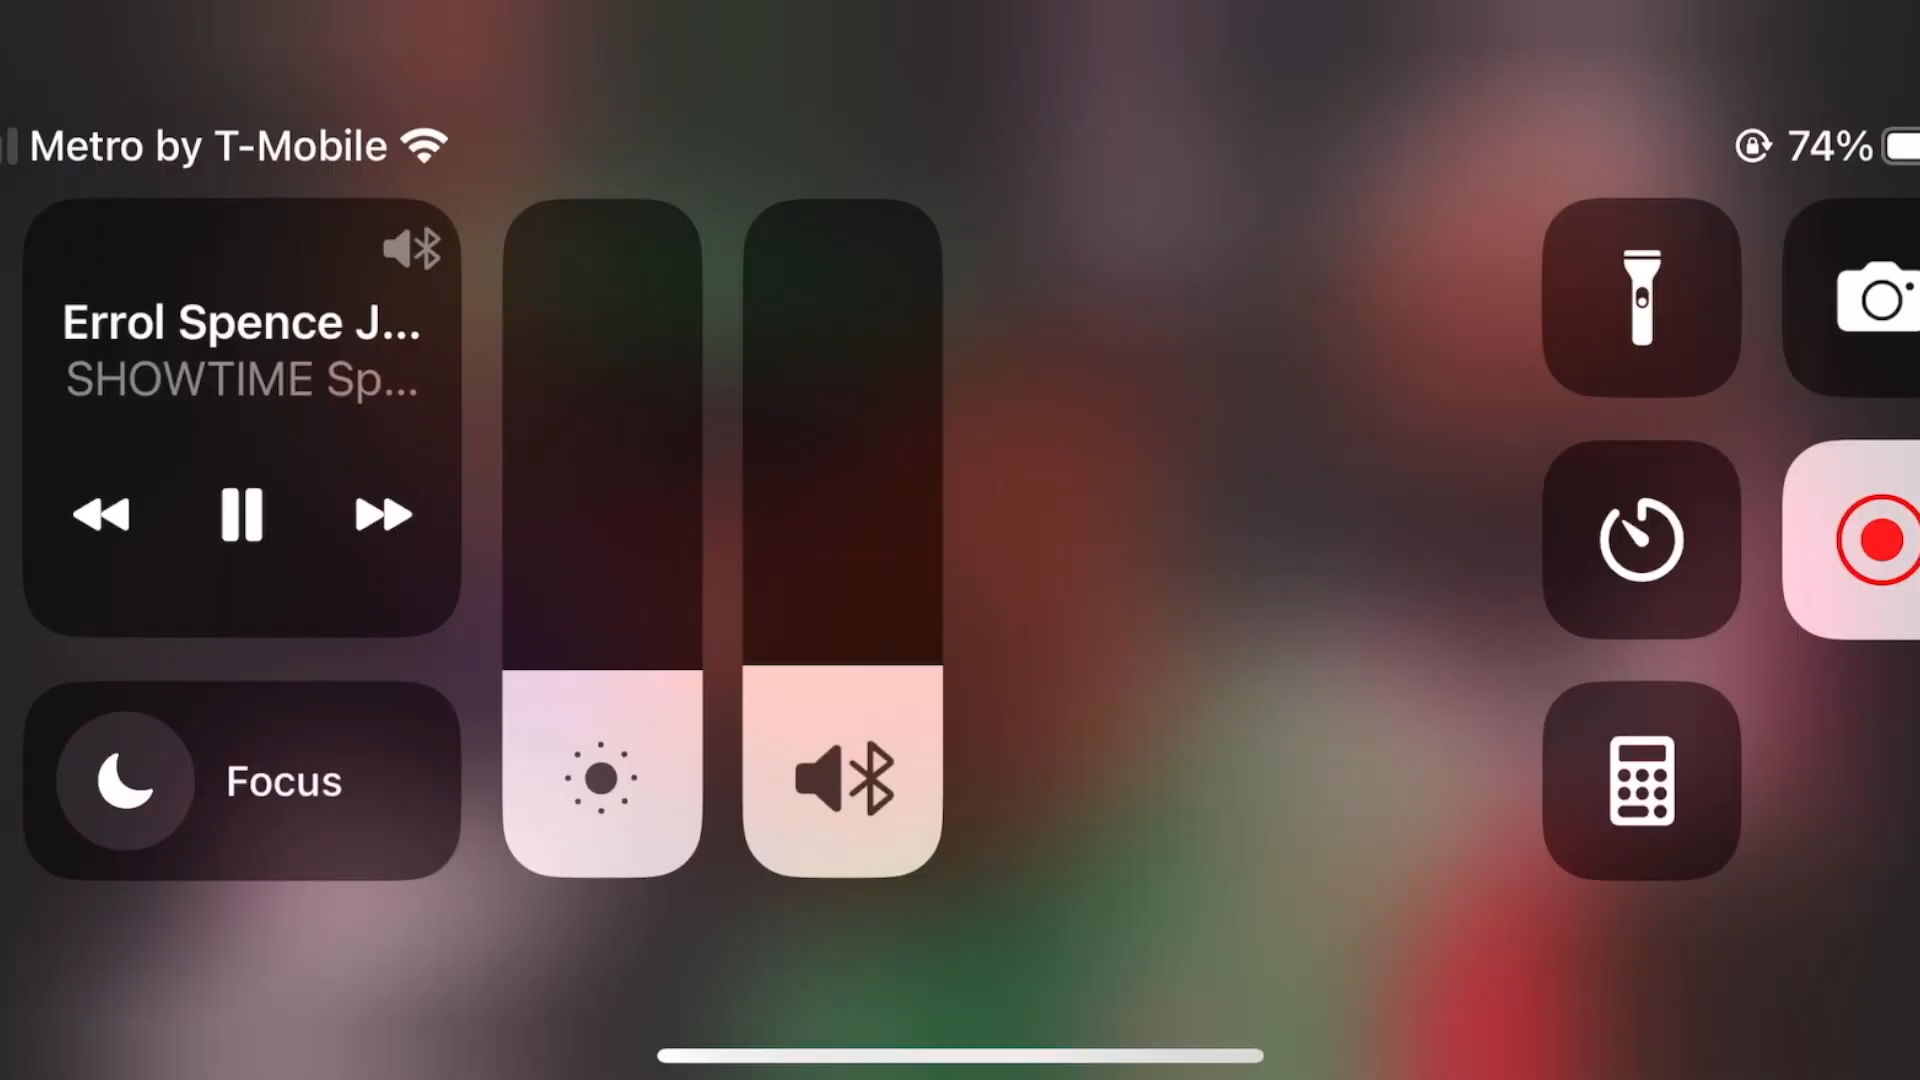 Metro by T-Mobile
74%
Errol Spence J...
SHOWTIME Sp...
Focus